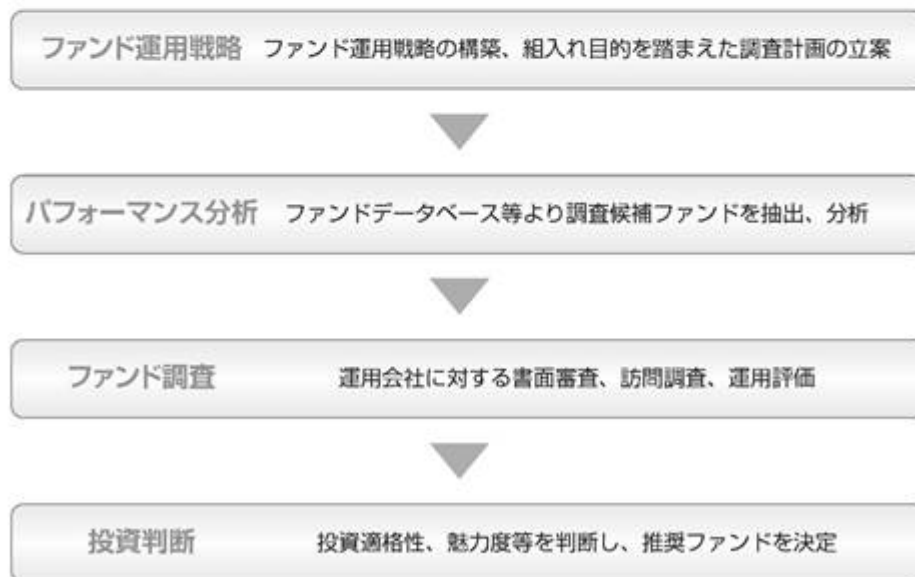 ファンド運用戦略 ファンド運用戦略の構築、組入れ目的を踏まえた調査計画の立案
パフォーマンス分析 ファンドデータベース等より調査候補ファンドを抽出、分析
ファンド調査 運用会社に対する書面審査、訪問調査、運用評価
投資判断 投資適格性、魅力度等を判断し、推奨ファンドを決定